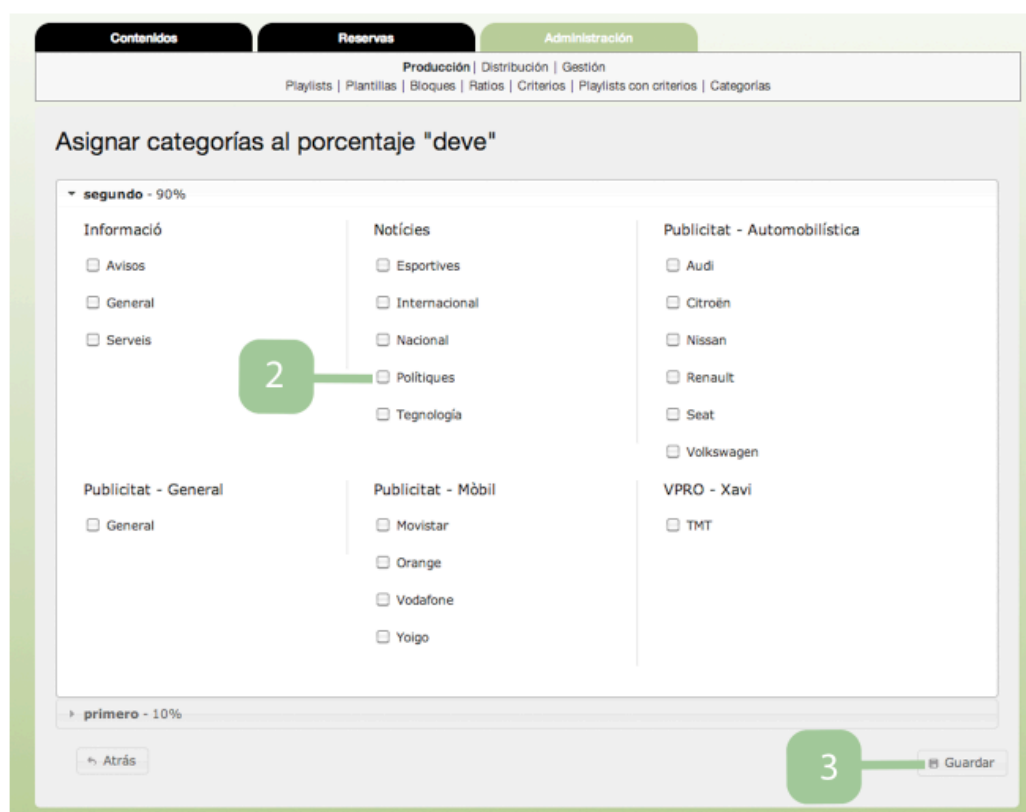 Contenidos Reservas Administración
Producción | Distribución | Gestión
Playlists | Plantillas | Bloques | Ratios | Criterios | Playlists con criterios | Categorías
Asignar categorías al porcentaje "deve"
segundo - 90%
Informació
Avisos
General
Serveis
Notícies
Esportives
Internacional
Nacional
2
Polítiques
Tegnología
Publicitat - Automobilística
Audi
Citroën
Nissan
Renault
Seat
Volkswagen
Publicitat - General
General
Publicitat - Mòbil
Movistar
Orange
Vodafone
Yoigo
VPRO - Xavi
TMT
primero - 10%
Atrás
3
Guardar